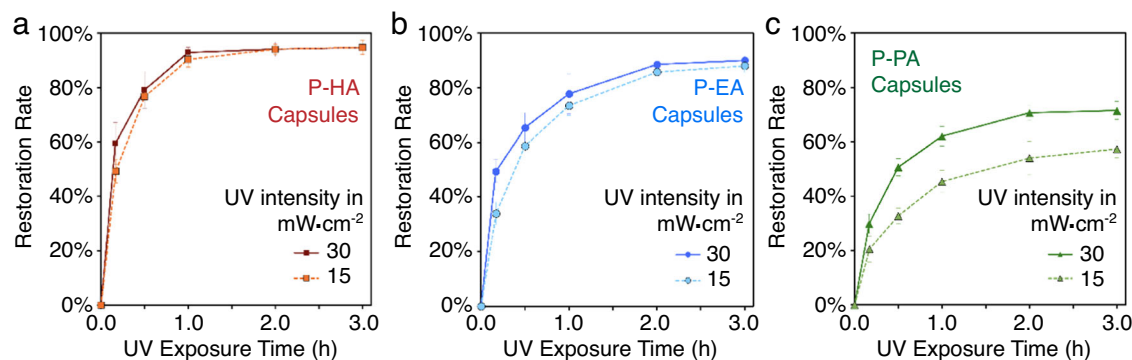 a
100%
80%
60%
40%
20%
0%
Restoration Rate
P-HA
Capsules
UV intensity in
mW·cm⁻²
30
15
0.0 1.0 2.0 3.0
UV Exposure Time (h)
b
100%
80%
60%
40%
20%
0%
Restoration Rate
P-EA
Capsules
UV intensity in
mW·cm⁻²
30
15
0.0 1.0 2.0 3.0
UV Exposure Time (h)
c
100%
80%
60%
40%
20%
0%
Restoration Rate
P-PA
Capsules
UV intensity in
mW·cm⁻²
30
15
0.0 1.0 2.0 3.0
UV Exposure Time (h)